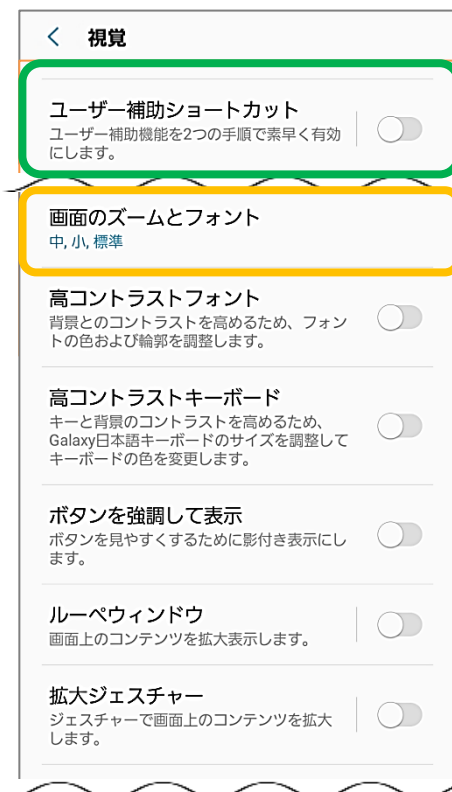 視覚
ユーザー補助ショートカット
ユーザー補助機能を2つの手順で素早く有効
にします。
画面のズームとフォント
中, 小, 標準
高コントラストフォント
背景とのコントラストを高めるため、フォン
トの色および輪郭を調整します。
高コントラストキーボード
キーと背景のコントラストを高めるため、
Galaxy日本語キーボードのサイズを調整して
キーボードの色を変更します。
ボタンを強調して表示
ボタンを見やすくするために影付き表示にし
ます。
ルーペウィンドウ
画面上のコンテンツを拡大表示します。
拡大ジェスチャー
ジェスチャーで画面上のコンテンツを拡大
します。